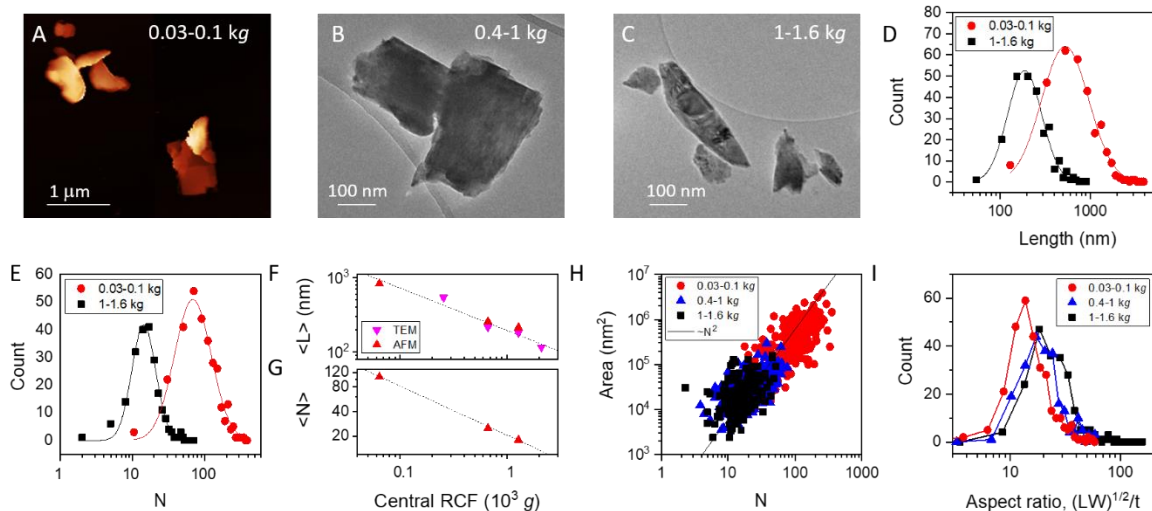 A
0.03-0.1 kg
1 μm
B
0.4-1 kg
100 nm
C
1-1.6 kg
100 nm
D
0.03-0.1 kg
1-1.6 kg
80
70
60
50
40
30
20
10
0
Count
100
1000
Length (nm)
E
0.03-0.1 kg
1-1.6 kg
60
50
40
30
20
10
0
Count
1
10
100
N
F
10³
10²
<L> (nm)
TEM
AFM
G
120
80
40
20
<N>
0.1
1
Central RCF (10³ g)
H
0.03-0.1 kg
0.4-1 kg
1-1.6 kg
~N²
10⁷
10⁶
10⁵
10⁴
10³
Area (nm²)
1
10
100
1000
N
I
0.03-0.1 kg
0.4-1 kg
1-1.6 kg
60
40
20
0
Count
10
100
Aspect ratio, (LW)¹/²/t